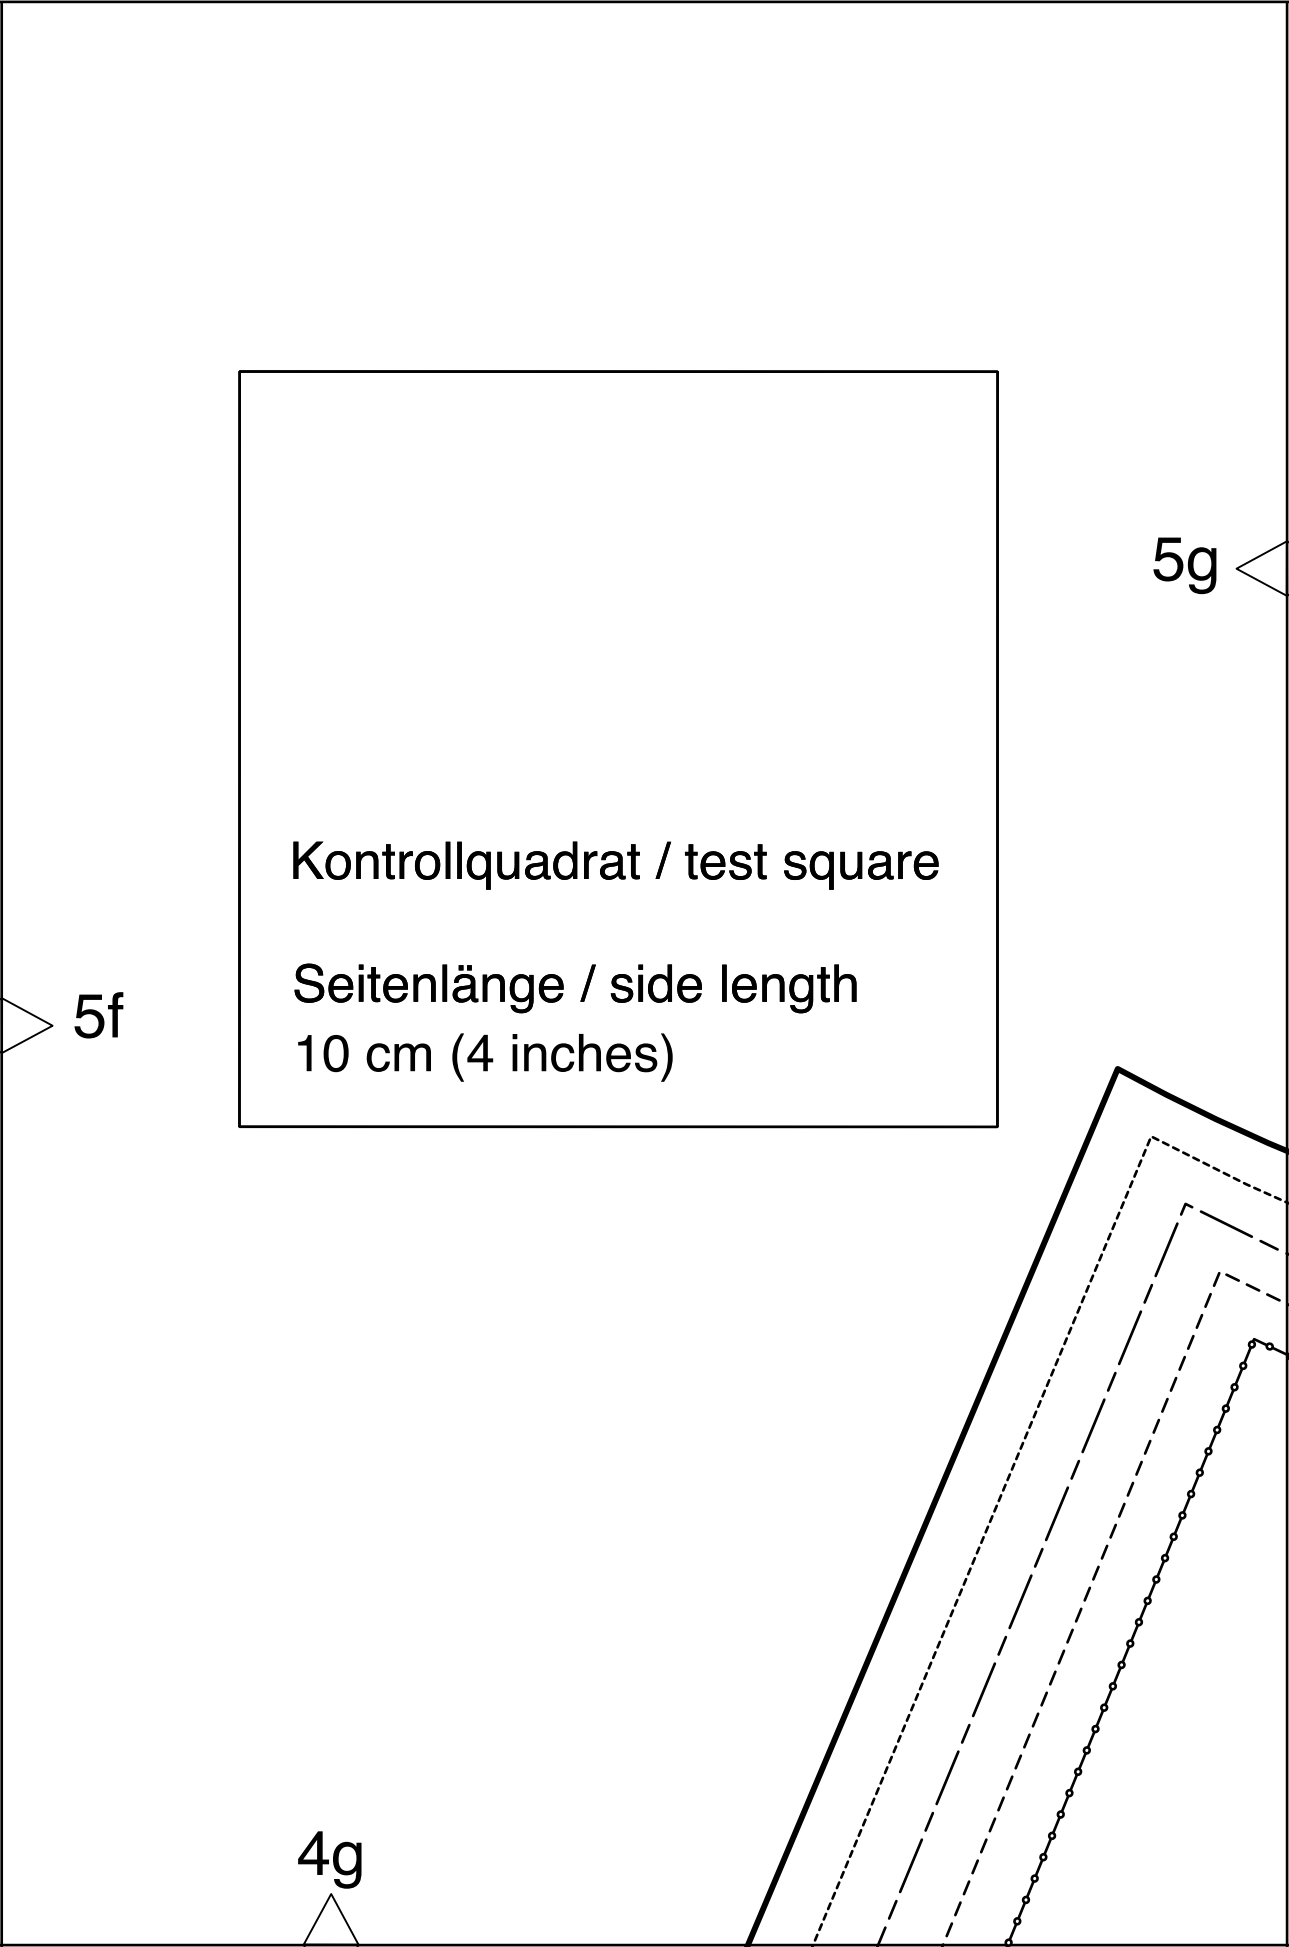 5g
Kontrollquadrat / test square
Seitenlänge / side length
10 cm (4 inches)
5f
4g